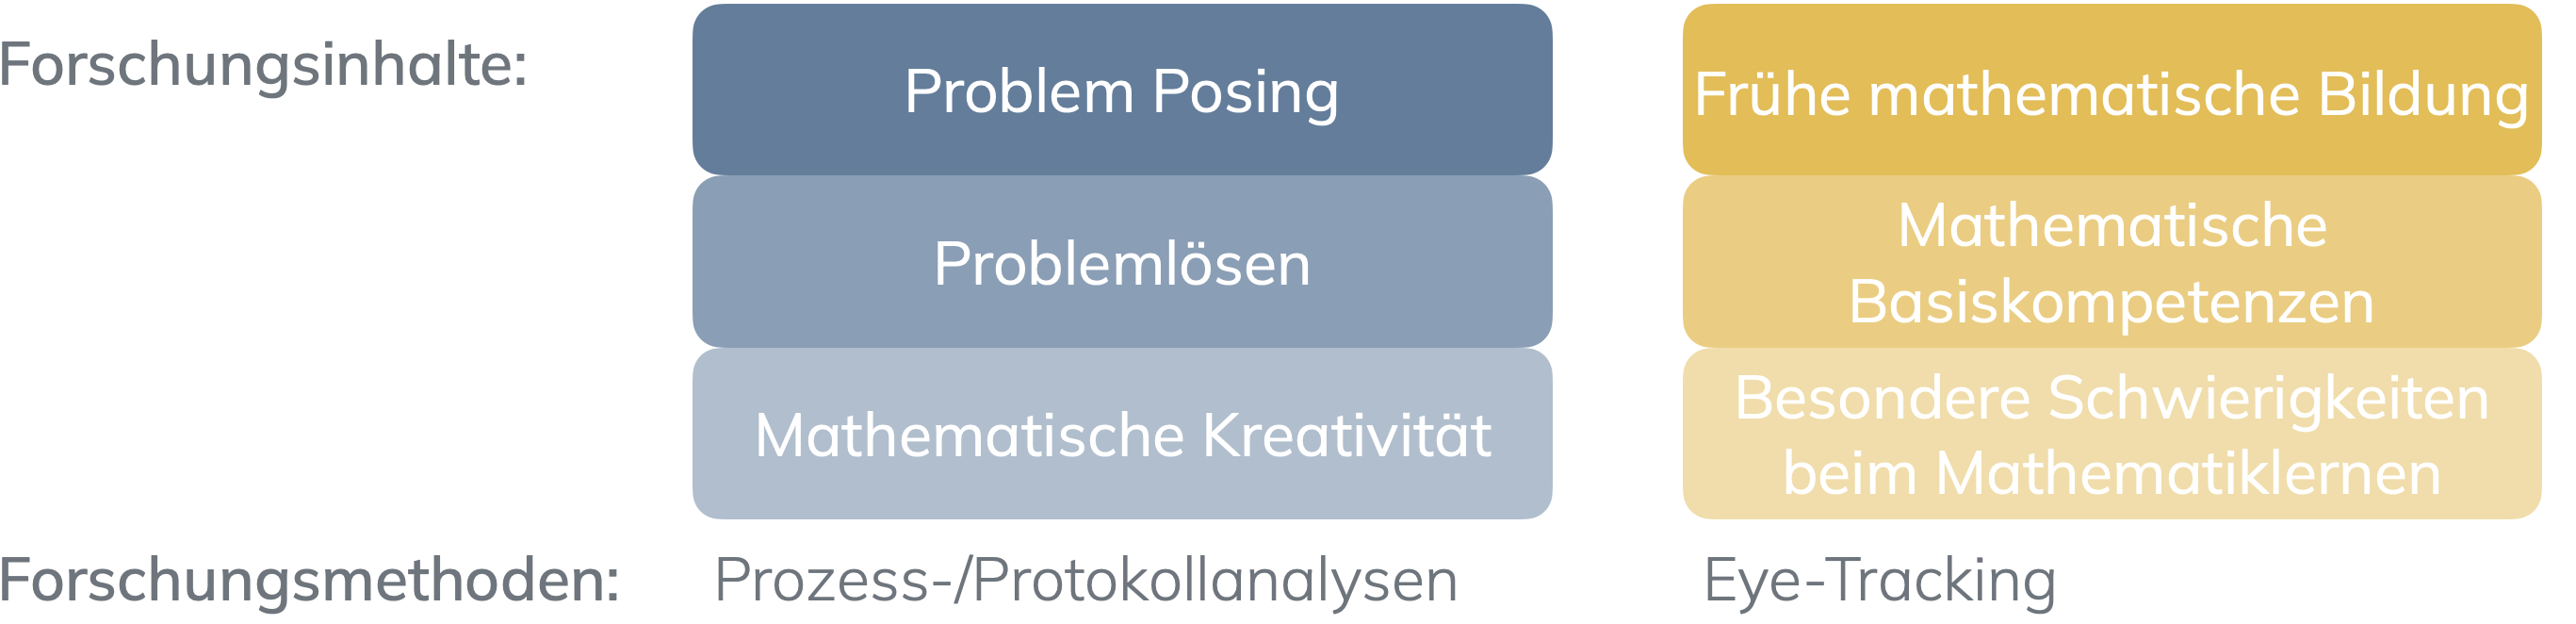 Forschungsinhalte:
Problem Posing
Problemlösen
Mathematische Kreativität
Frühe mathematische Bildung
Mathematische
Basiskompetenzen
Besondere Schwierigkeiten
beim Mathematiklernen
Forschungsmethoden:
Prozess-/Protokollanalysen
Eye-Tracking